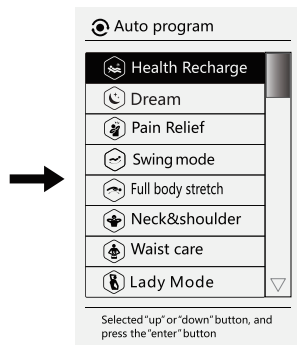 Auto program
Health Recharge
Dream
Pain Relief
Swing mode
Full body stretch
Neck&shoulder
Waist care
Lady Mode
Selected "up" or "down" button, and
press the "enter" button